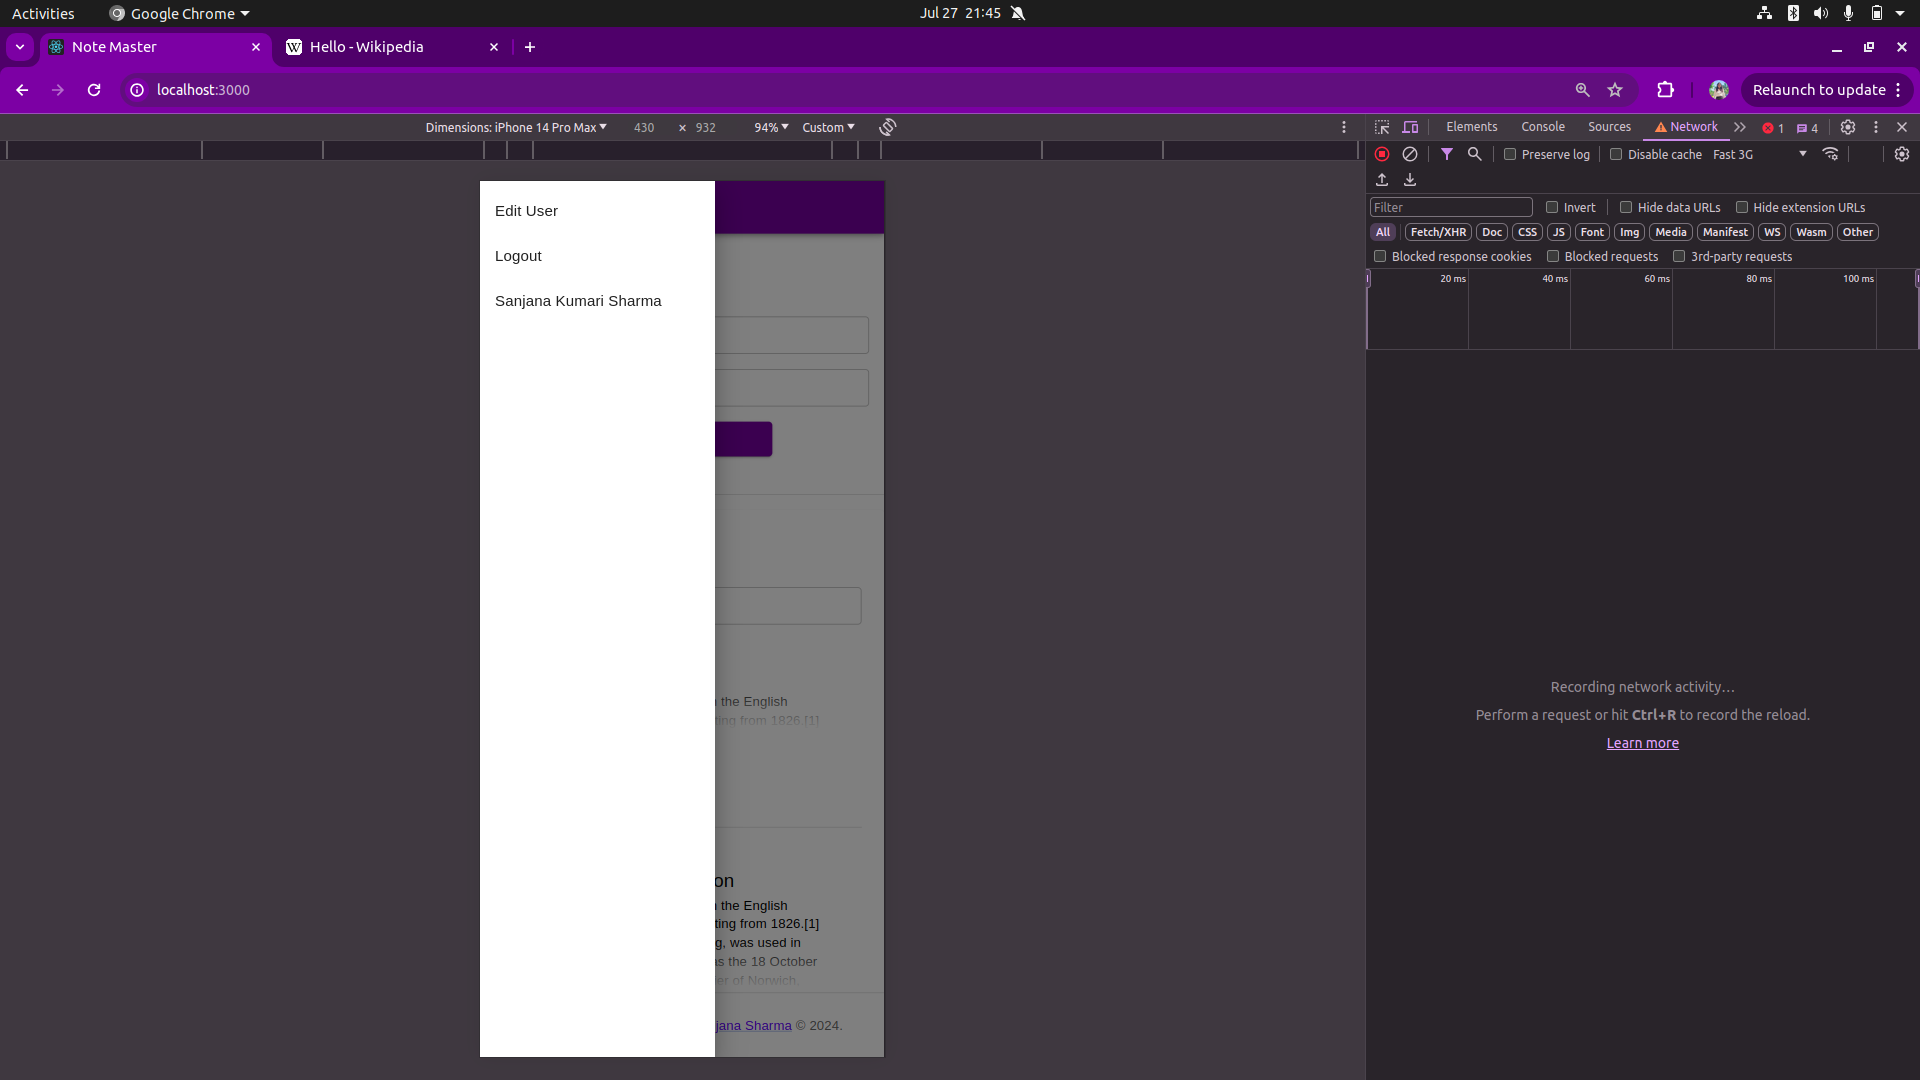 Activities
Google Chrome
Jul 27 21:45
Note Master
Hello - Wikipedia
localhost:3000
Relaunch to update
Dimensions: iPhone 14 Pro Max 430 × 932 94% Custom
Elements Console Sources Network 1 4
Preserve log Disable cache Fast 3G
Filter Invert Hide data URLs Hide extension URLs
All Fetch/XHR Doc CSS JS Font Img Media Manifest WS Wasm Other
Blocked response cookies Blocked requests 3rd-party requests
20 ms 40 ms 60 ms 80 ms 100 ms
Recording network activity…
Perform a request or hit Ctrl+R to record the reload.
Learn more
Edit User
Logout
Sanjana Kumari Sharma
the English
ting from 1826.[1]
on
the English
ting from 1826.[1]
g, was used in
as the 18 October
er of Norwich.
jana Sharma © 2024.